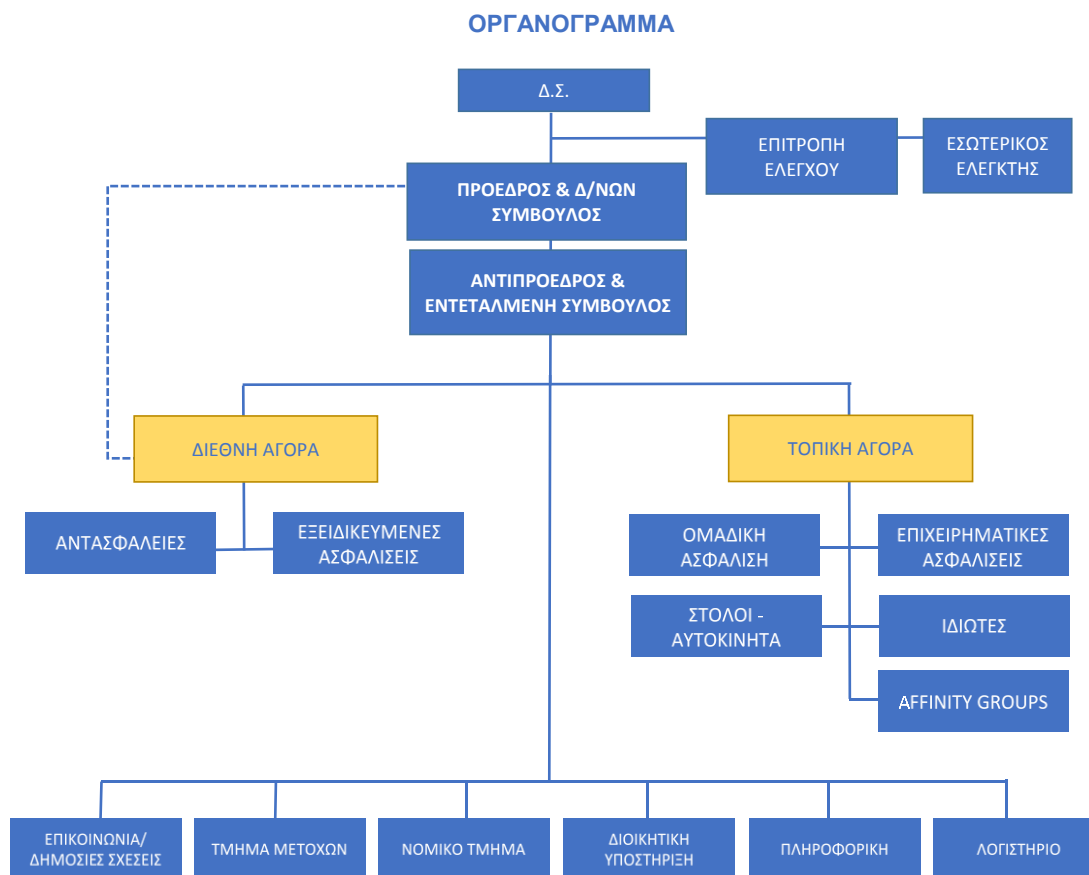 ΟΡΓΑΝΟΓΡΑΜΜΑ
Δ.Σ.
ΕΠΙΤΡΟΠΗ
ΕΛΕΓΧΟΥ
ΕΣΩΤΕΡΙΚΟΣ
ΕΛΕΓΚΤΗΣ
ΠΡΟΕΔΡΟΣ & Δ/ΝΩΝ
ΣΥΜΒΟΥΛΟΣ
ΑΝΤΙΠΡΟΕΔΡΟΣ &
ΕΝΤΕΤΑΛΜΕΝΗ ΣΥΜΒΟΥΛΟΣ
ΔΙΕΘΝΗ ΑΓΟΡΑ
ΤΟΠΙΚΗ ΑΓΟΡΑ
ΑΝΤΑΣΦΑΛΕΙΕΣ
ΕΞΕΙΔΙΚΕΥΜΕΝΕΣ
ΑΣΦΑΛΙΣΕΙΣ
ΟΜΑΔΙΚΗ
ΑΣΦΑΛΙΣΗ
ΕΠΙΧΕΙΡΗΜΑΤΙΚΕΣ
ΑΣΦΑΛΙΣΕΙΣ
ΣΤΟΛΟΙ -
ΑΥΤΟΚΙΝΗΤΑ
ΙΔΙΩΤΕΣ
AFFINITY GROUPS
ΕΠΙΚΟΙΝΩΝΙΑ/
ΔΗΜΟΣΙΕΣ ΣΧΕΣΕΙΣ
ΤΜΗΜΑ ΜΕΤΟΧΩΝ
ΝΟΜΙΚΟ ΤΜΗΜΑ
ΔΙΟΙΚΗΤΙΚΗ
ΥΠΟΣΤΗΡΙΞΗ
ΠΛΗΡΟΦΟΡΙΚΗ
ΛΟΓΙΣΤΗΡΙΟ